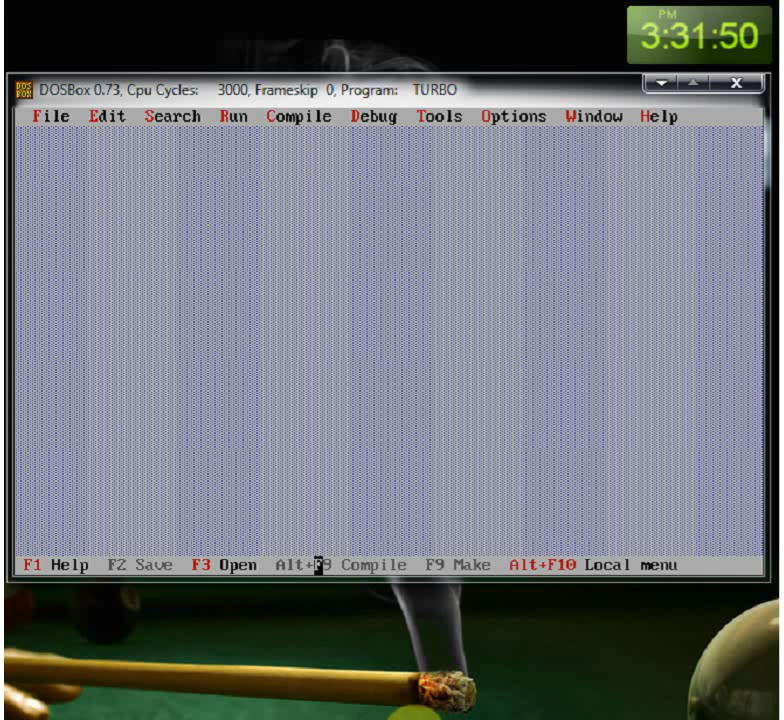 PM
3:31:50
DOSBox 0.73, Cpu Cycles: 3000, Frameskip 0, Program: TURBO
File Edit Search Run Compile Debug Tools Options Window Help
F1 Help F2 Save F3 Open Alt+F9 Compile F9 Make Alt+F10 Local menu